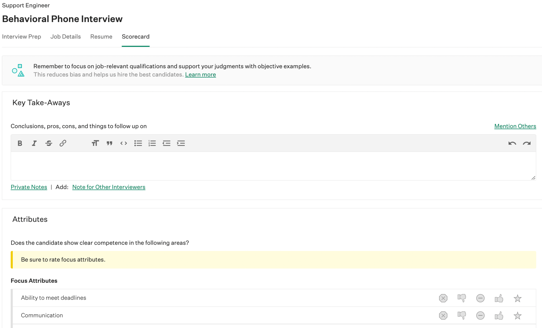 Support Engineer
Behavioral Phone Interview
Interview Prep Job Details Resume Scorecard
Remember to focus on job-relevant qualifications and support your judgments with objective examples.
This reduces bias and helps us hire the best candidates. Learn more
Key Take-Aways
Conclusions, pros, cons, and things to follow up on Mention Others
Private Notes | Add: Note for Other Interviewers
Attributes
Does the candidate show clear competence in the following areas?
Be sure to rate focus attributes.
Focus Attributes
Ability to meet deadlines
Communication